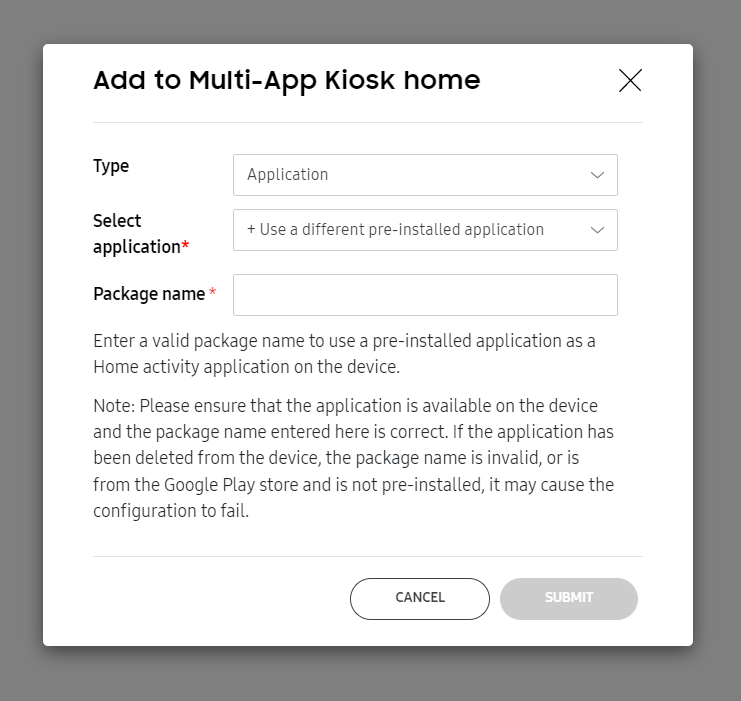 Add to Multi-App Kiosk home
Type
Application
Select
application*
+ Use a different pre-installed application
Package name *
Enter a valid package name to use a pre-installed application as a
Home activity application on the device.
Note: Please ensure that the application is available on the device
and the package name entered here is correct. If the application has
been deleted from the device, the package name is invalid, or is
from the Google Play store and is not pre-installed, it may cause the
configuration to fail.
CANCEL
SUBMIT